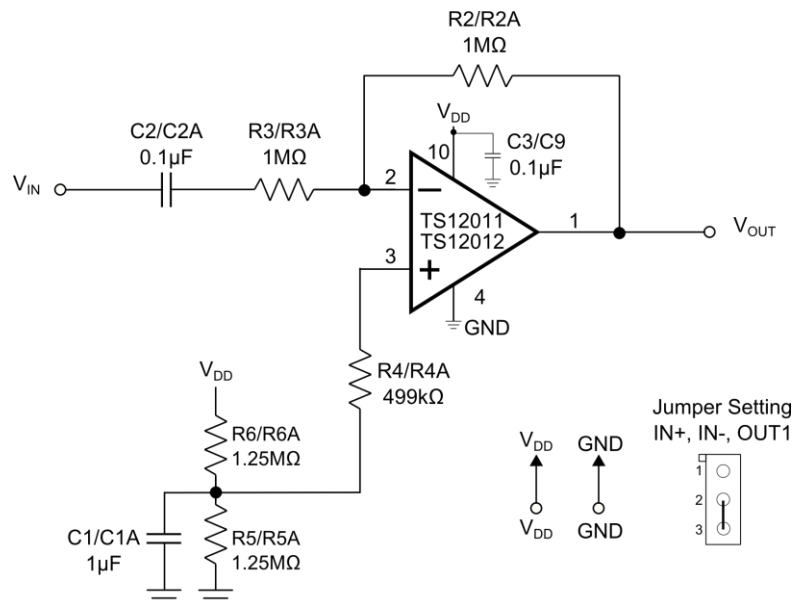 R2/R2A
1MΩ
VDD
C3/C9
0.1µF
10
C2/C2A
0.1µF
R3/R3A
1MΩ
VIN
2
TS12011
TS12012
1
VOUT
3
4
GND
R4/R4A
499kΩ
VDD
R6/R6A
1.25MΩ
C1/C1A
1µF
R5/R5A
1.25MΩ
VDD
GND
VDD
GND
Jumper Setting
IN+, IN-, OUT1
1
2
3